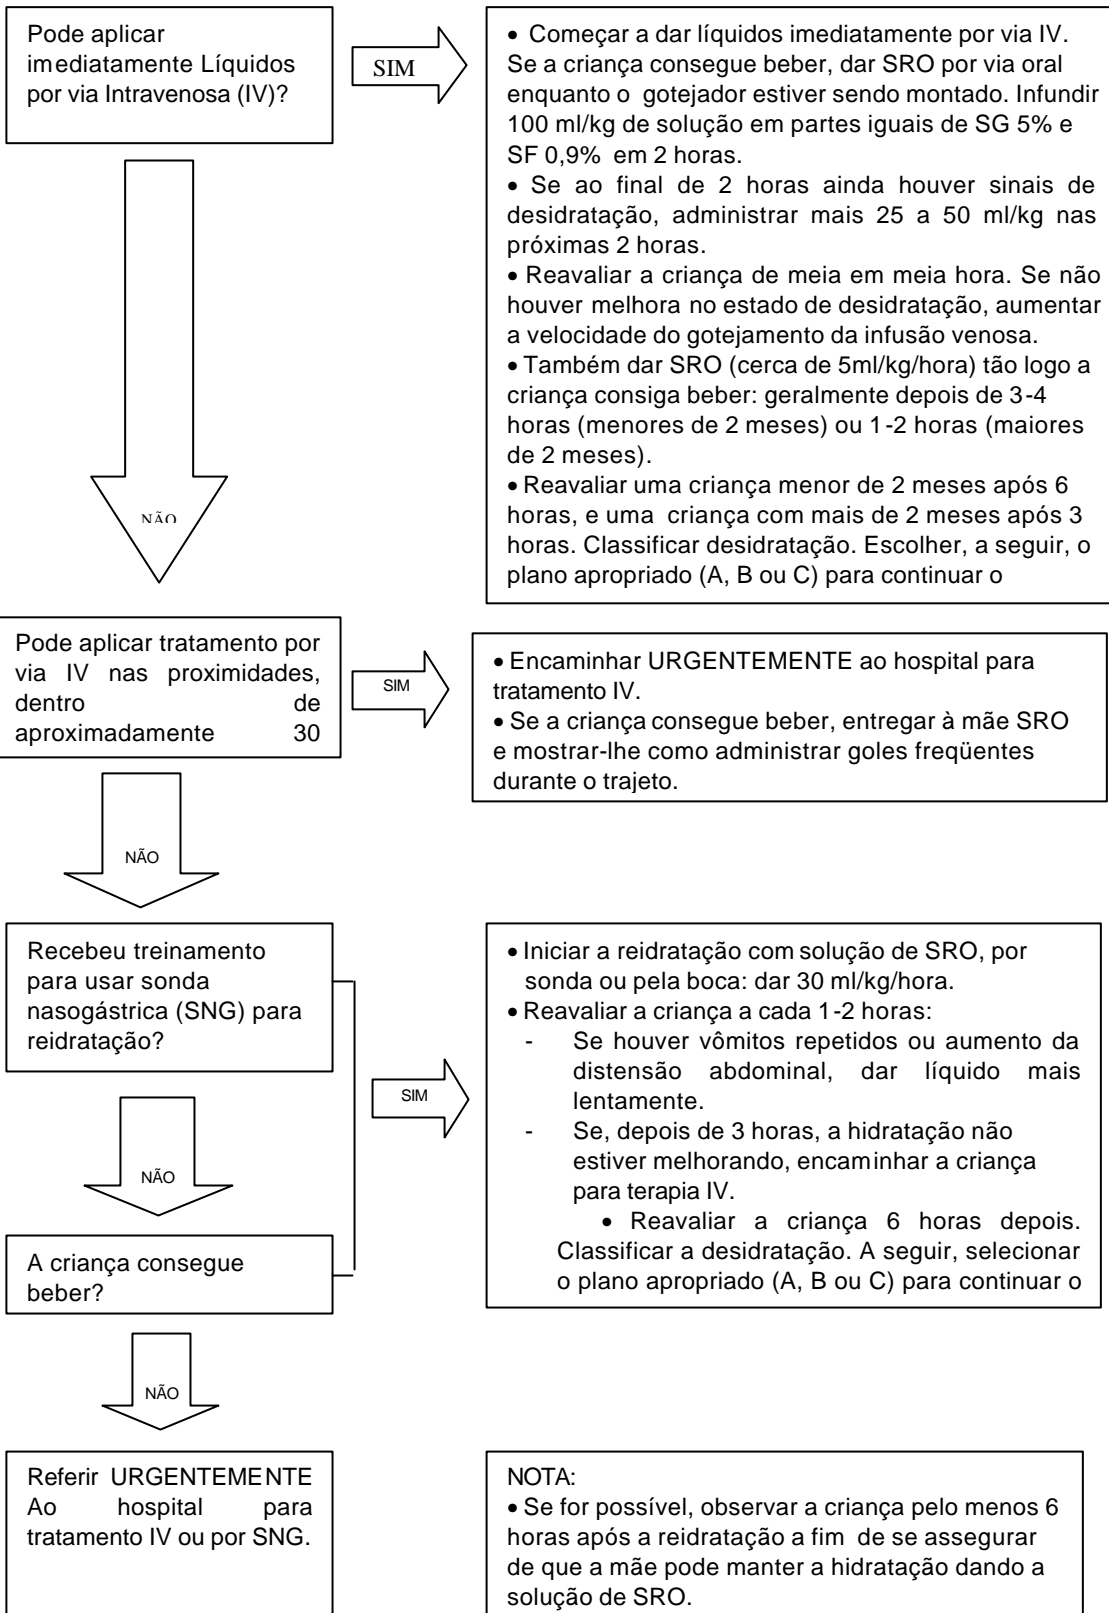 Pode aplicar
imediatamente Líquidos
por via Intravenosa (IV)?
SIM
• Começar a dar líquidos imediatamente por via IV.
Se a criança consegue beber, dar SRO por via oral
enquanto o gotejador estiver sendo montado. Infundir
100 ml/kg de solução em partes iguais de SG 5% e
SF 0,9% em 2 horas.
• Se ao final de 2 horas ainda houver sinais de
desidratação, administrar mais 25 a 50 ml/kg nas
próximas 2 horas.
• Reavaliar a criança de meia em meia hora. Se não
houver melhora no estado de desidratação, aumentar
a velocidade do gotejamento da infusão venosa.
• Também dar SRO (cerca de 5ml/kg/hora) tão logo a
criança consiga beber: geralmente depois de 3-4
horas (menores de 2 meses) ou 1-2 horas (maiores
de 2 meses).
• Reavaliar uma criança menor de 2 meses após 6
horas, e uma criança com mais de 2 meses após 3
horas. Classificar desidratação. Escolher, a seguir, o
plano apropriado (A, B ou C) para continuar o
NÃO
Pode aplicar tratamento por
via IV nas proximidades,
dentro de
aproximadamente 30
SIM
• Encaminhar URGENTEMENTE ao hospital para
tratamento IV.
• Se a criança consegue beber, entregar à mãe SRO
e mostrar-lhe como administrar goles freqüentes
durante o trajeto.
NÃO
Recebeu treinamento
para usar sonda
nasogástrica (SNG) para
reidratação?
NÃO
A criança consegue
beber?
SIM
• Iniciar a reidratação com solução de SRO, por
sonda ou pela boca: dar 30 ml/kg/hora.
• Reavaliar a criança a cada 1-2 horas:
- Se houver vômitos repetidos ou aumento da
distensão abdominal, dar líquido mais
lentamente.
- Se, depois de 3 horas, a hidratação não
estiver melhorando, encaminhar a criança
para terapia IV.
• Reavaliar a criança 6 horas depois.
Classificar a desidratação. A seguir, selecionar
o plano apropriado (A, B ou C) para continuar o
NÃO
Referir URGENTEMENTE
Ao hospital para
tratamento IV ou por SNG.
NOTA:
• Se for possível, observar a criança pelo menos 6
horas após a reidratação a fim de se assegurar
de que a mãe pode manter a hidratação dando a
solução de SRO.